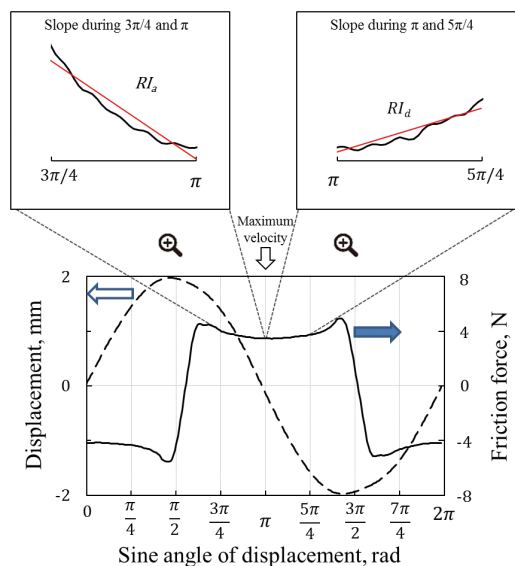 Slope during 3π/4 and π
RI_a
3π/4
π
Slope during π and 5π/4
RI_d
π
5π/4
Maximum
velocity
Displacement, mm
2
0
-2
8
4
0
-4
-8
Friction force, N
0
π/4
π/2
3π/4
π
5π/4
3π/2
7π/4
2π
Sine angle of displacement, rad